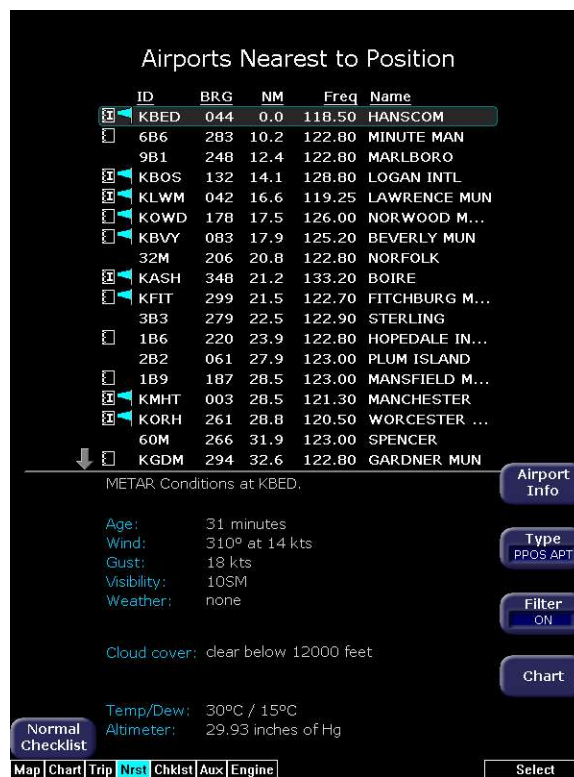 Airports Nearest to Position
ID BRG NM Freq Name
I KBED 044 0.0 118.50 HANSCOM
6B6 283 10.2 122.80 MINUTE MAN
9B1 248 12.4 122.80 MARLBORO
I KBOS 132 14.1 128.80 LOGAN INTL
I KLWM 042 16.6 119.25 LAWRENCE MUN
KOWD 178 17.5 126.00 NORWOOD M...
KBVY 083 17.9 125.20 BEVERLY MUN
32M 206 20.8 122.80 NORFOLK
I KASH 348 21.2 133.20 BOIRE
KFIT 299 21.5 122.70 FITCHBURG M...
3B3 279 22.5 122.90 STERLING
1B6 220 23.9 122.80 HOPEDALE IN...
2B2 061 27.9 123.00 PLUM ISLAND
1B9 187 28.5 123.00 MANSFIELD M...
I KMHT 003 28.5 121.30 MANCHESTER
I KORH 261 28.8 120.50 WORCESTER ...
60M 266 31.9 123.00 SPENCER
KGDM 294 32.6 122.80 GARDNER MUN
METAR Conditions at KBED.
Age: 31 minutes
Wind: 310º at 14 kts
Gust: 18 kts
Visibility: 10SM
Weather: none
Cloud cover: clear below 12000 feet
Temp/Dew: 30ºC / 15ºC
Altimeter: 29.93 inches of Hg
Airport
Info
Type
PPOS APT
Filter
ON
Chart
Normal
Checklist
Map Chart Trip Nrst Chklst Aux Engine Select